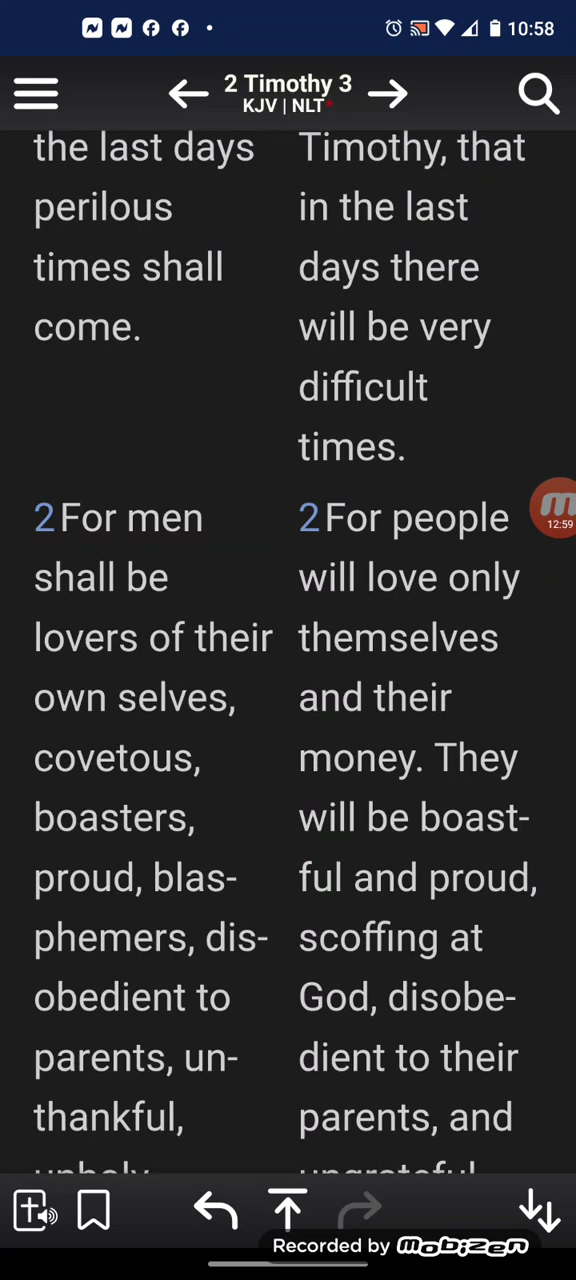 10:58
2 Timothy 3
KJV | NLT*
the last days
perilous
times shall
come.
Timothy, that
in the last
days there
will be very
difficult
times.
2 For men
shall be
lovers of their
own selves,
covetous,
boasters,
proud, blas-
phemers, dis-
obedient to
parents, un-
thankful,
unholy
2 For people
will love only
themselves
and their
money. They
will be boast-
ful and proud,
scoffing at
God, disobe-
dient to their
parents, and
ungrateful
12:59
Recorded by mobizen